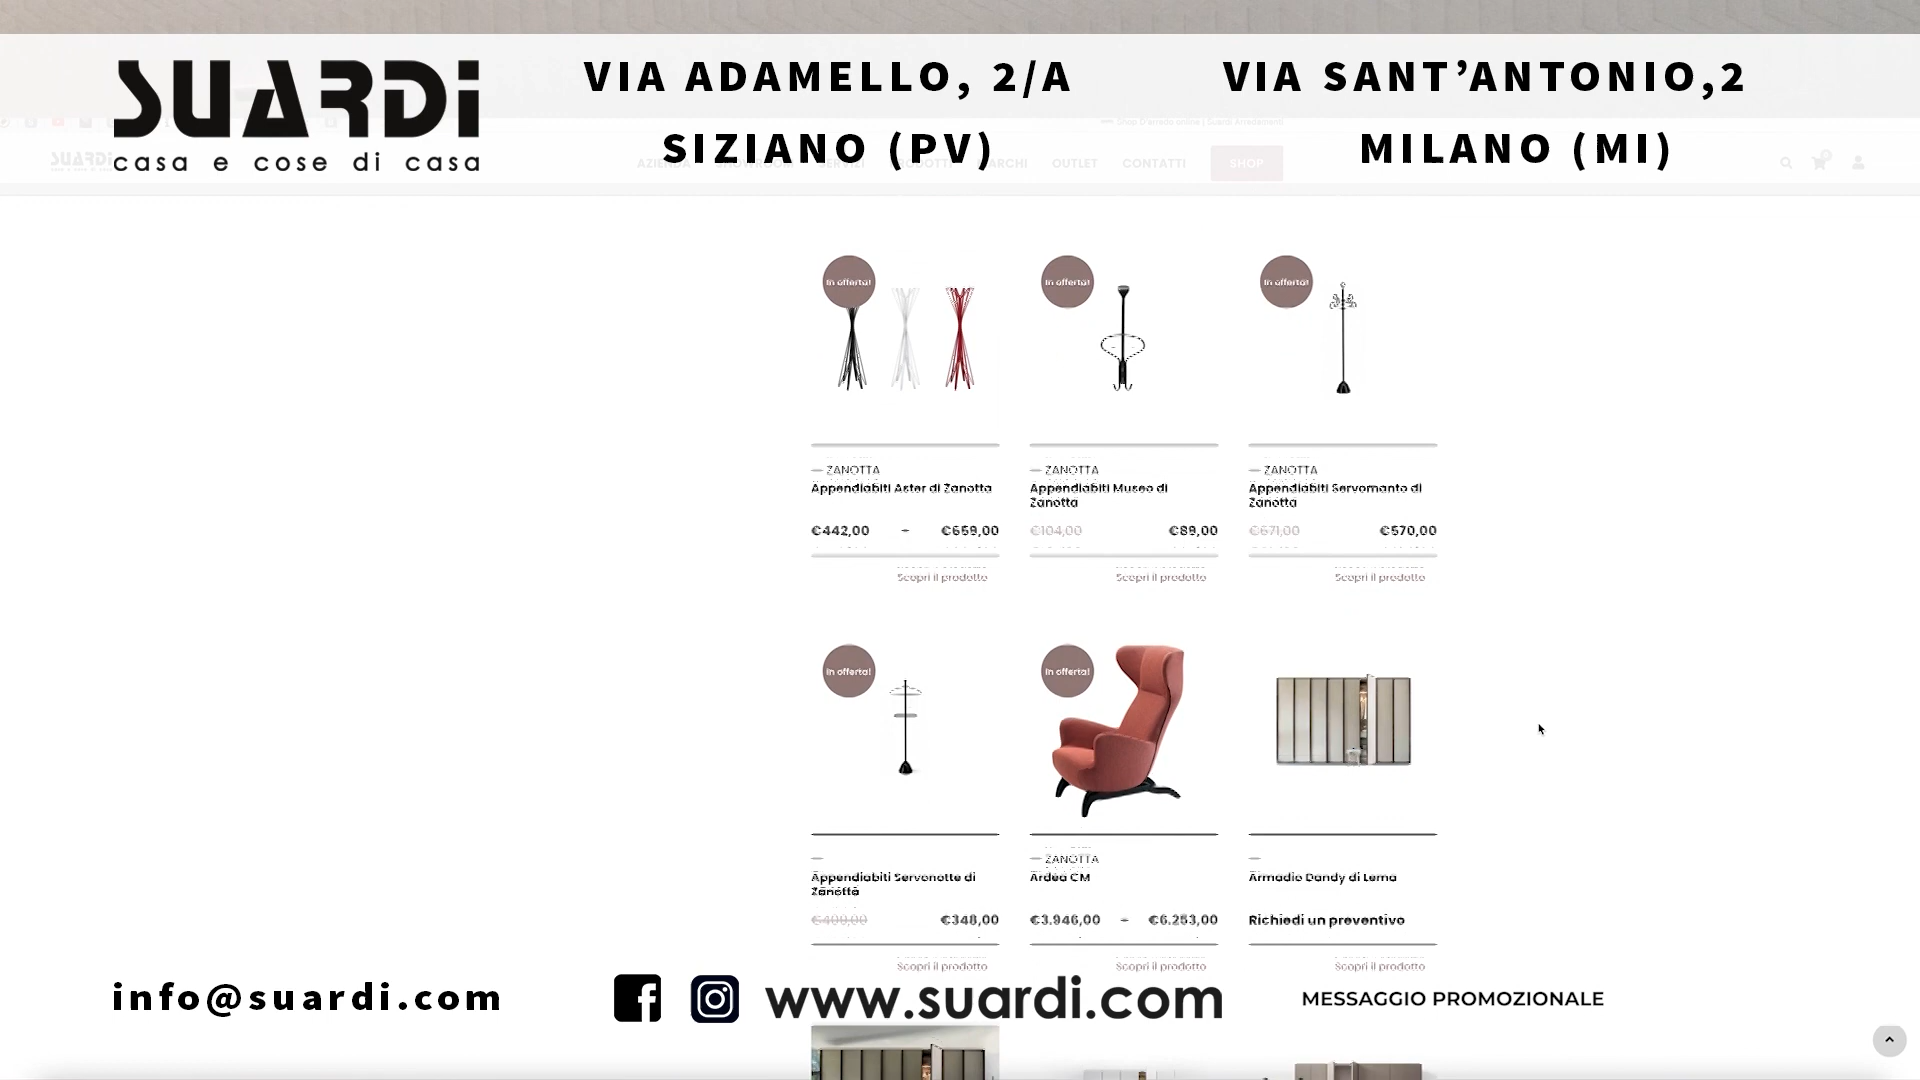 SUARDi
casa e cose di casa
VIA ADAMELLO, 2/A
SIZIANO (PV)
VIA SANT’ANTONIO,2
MILANO (MI)
OUTLET CONTATTI SHOP
In offerta! In offerta! In offerta!
— ZANOTTA
Appendiabiti Aster di Zanotta
€442,00 - €659,00
Scopri il prodotto
— ZANOTTA
Appendiabiti Museo di
Zanotta
€104,00 €89,00
Scopri il prodotto
— ZANOTTA
Appendiabiti Servomanto di
Zanotta
€671,00 €570,00
Scopri il prodotto
In offerta! In offerta!
Appendiabiti Servonotte di
Zanotta
€348,00
Scopri il prodotto
— ZANOTTA
Ardea CM
€3.946,00 - €6.253,00
Scopri il prodotto
Armadio Dandy di Lema
Richiedi un preventivo
Scopri il prodotto
info@suardi.com
www.suardi.com
MESSAGGIO PROMOZIONALE